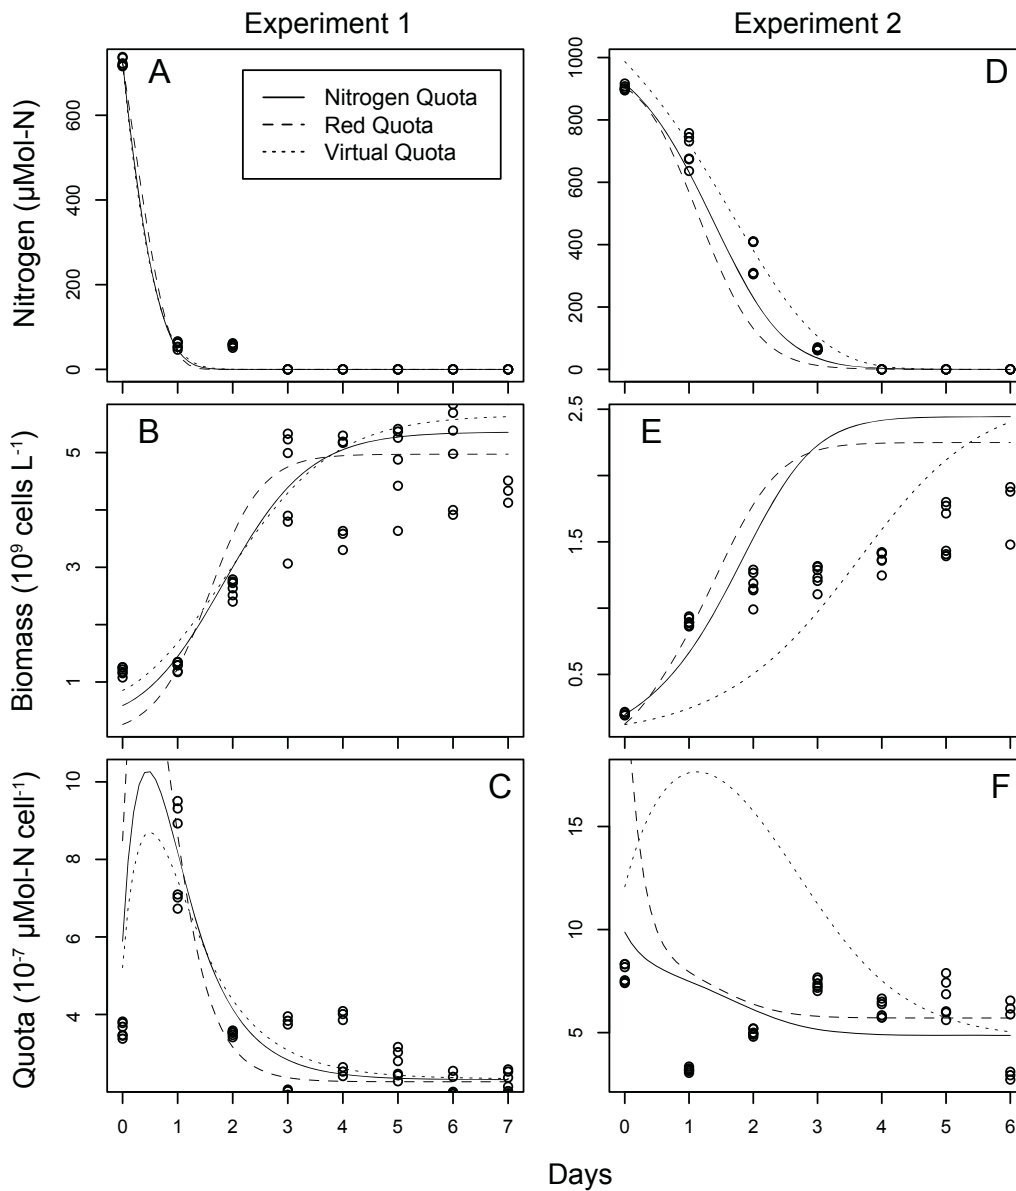 Experiment 1
Experiment 2
Nitrogen (µMol-N)
0
200
400
600
A
Nitrogen Quota
Red Quota
Virtual Quota
0
200
400
600
800
1000
D
Biomass (10⁹ cells L⁻¹)
1
3
5
B
0.5
1.5
2.5
E
Quota (10⁻⁷ µMol-N cell⁻¹)
4
6
8
10
C
5
10
15
F
0 1 2 3 4 5 6 7
0 1 2 3 4 5 6
Days